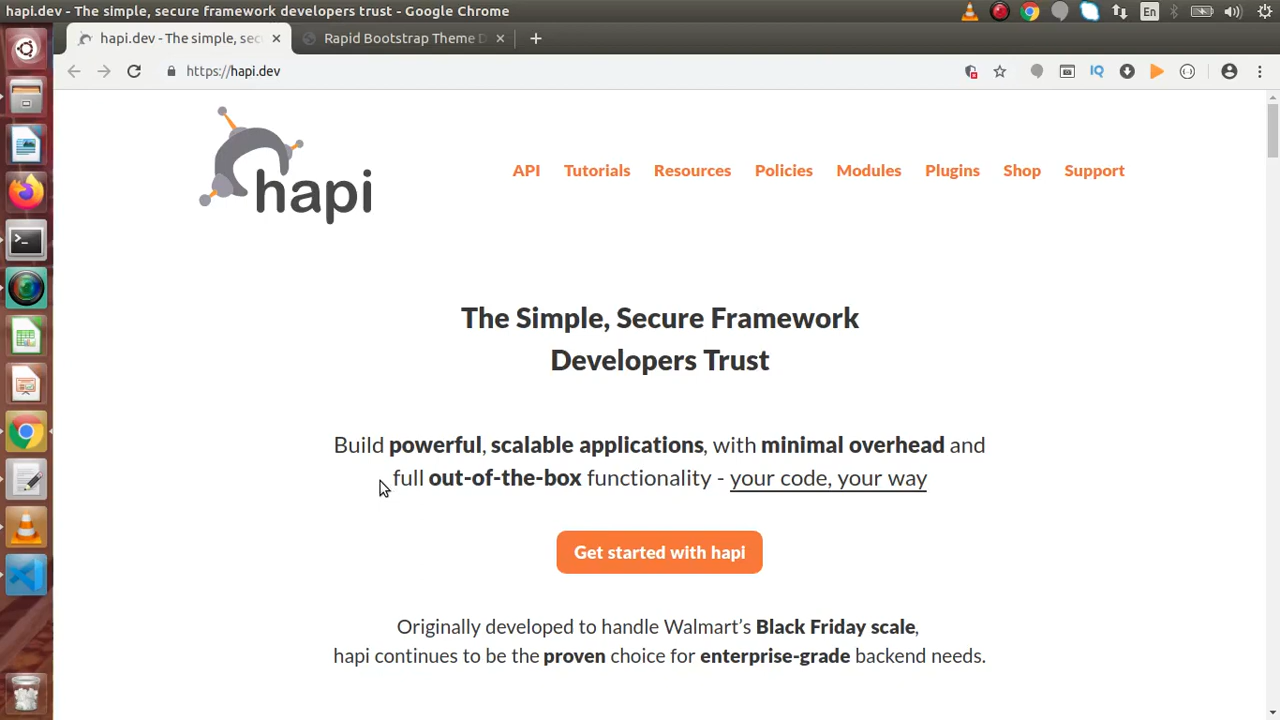 hapi.dev - The simple, secure framework developers trust - Google Chrome
En
hapi.dev - The simple, sec
Rapid Bootstrap Theme D
https://hapi.dev
IQ
hapi
API Tutorials Resources Policies Modules Plugins Shop Support
The Simple, Secure Framework
Developers Trust
Build powerful, scalable applications, with minimal overhead and
full out-of-the-box functionality - your code, your way
Get started with hapi
Originally developed to handle Walmart's Black Friday scale,
hapi continues to be the proven choice for enterprise-grade backend needs.